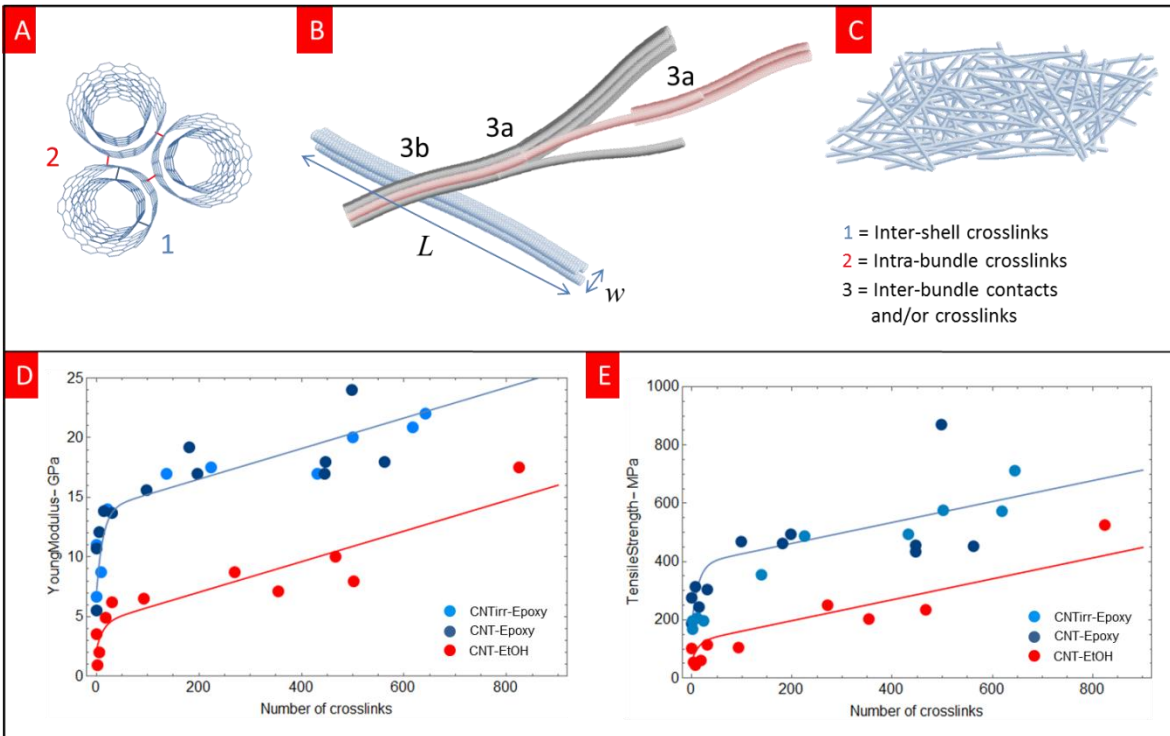 A
B
C
2
1
3b
3a
3a
L
w
1 = Inter-shell crosslinks
2 = Intra-bundle crosslinks
3 = Inter-bundle contacts
and/or crosslinks
D
25
20
15
10
5
0
YoungModulus– GPa
0 200 400 600 800
Number of crosslinks
CNTirr-Epoxy
CNT-Epoxy
CNT-EtOH
E
1000
800
600
400
200
0
TensileStrength– MPa
0 200 400 600 800
Number of crosslinks
CNTirr-Epoxy
CNT-Epoxy
CNT-EtOH